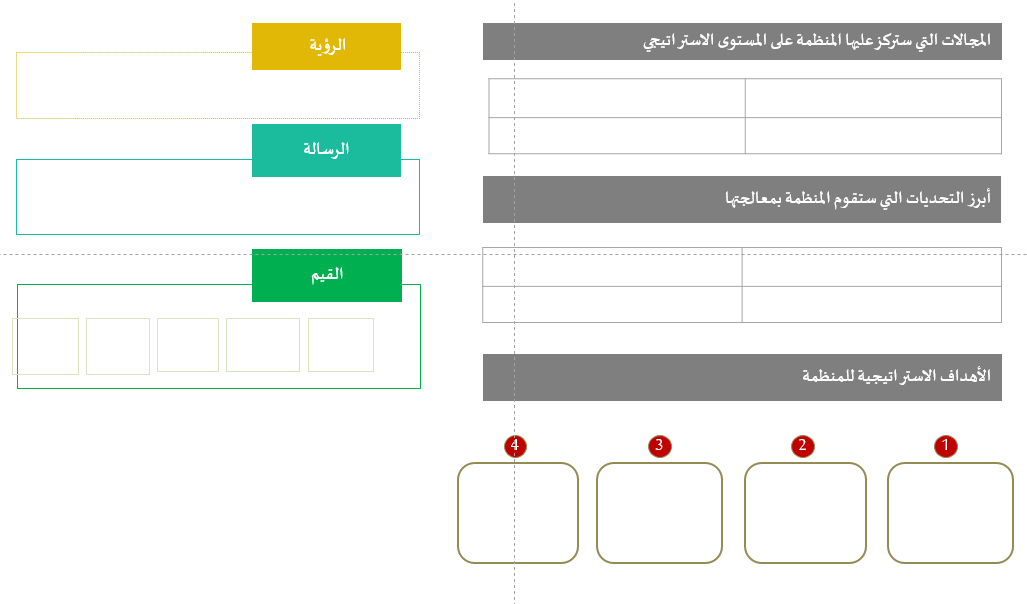 المجالات التي ستركز عليها المنظمة على المستوى الاستراتيجي
أبرز التحديات التي ستقوم المنظمة بمعالجتها
الأهداف الاستراتيجية للمنظمة
1
2
3
4
الرؤية
الرسالة
القيم